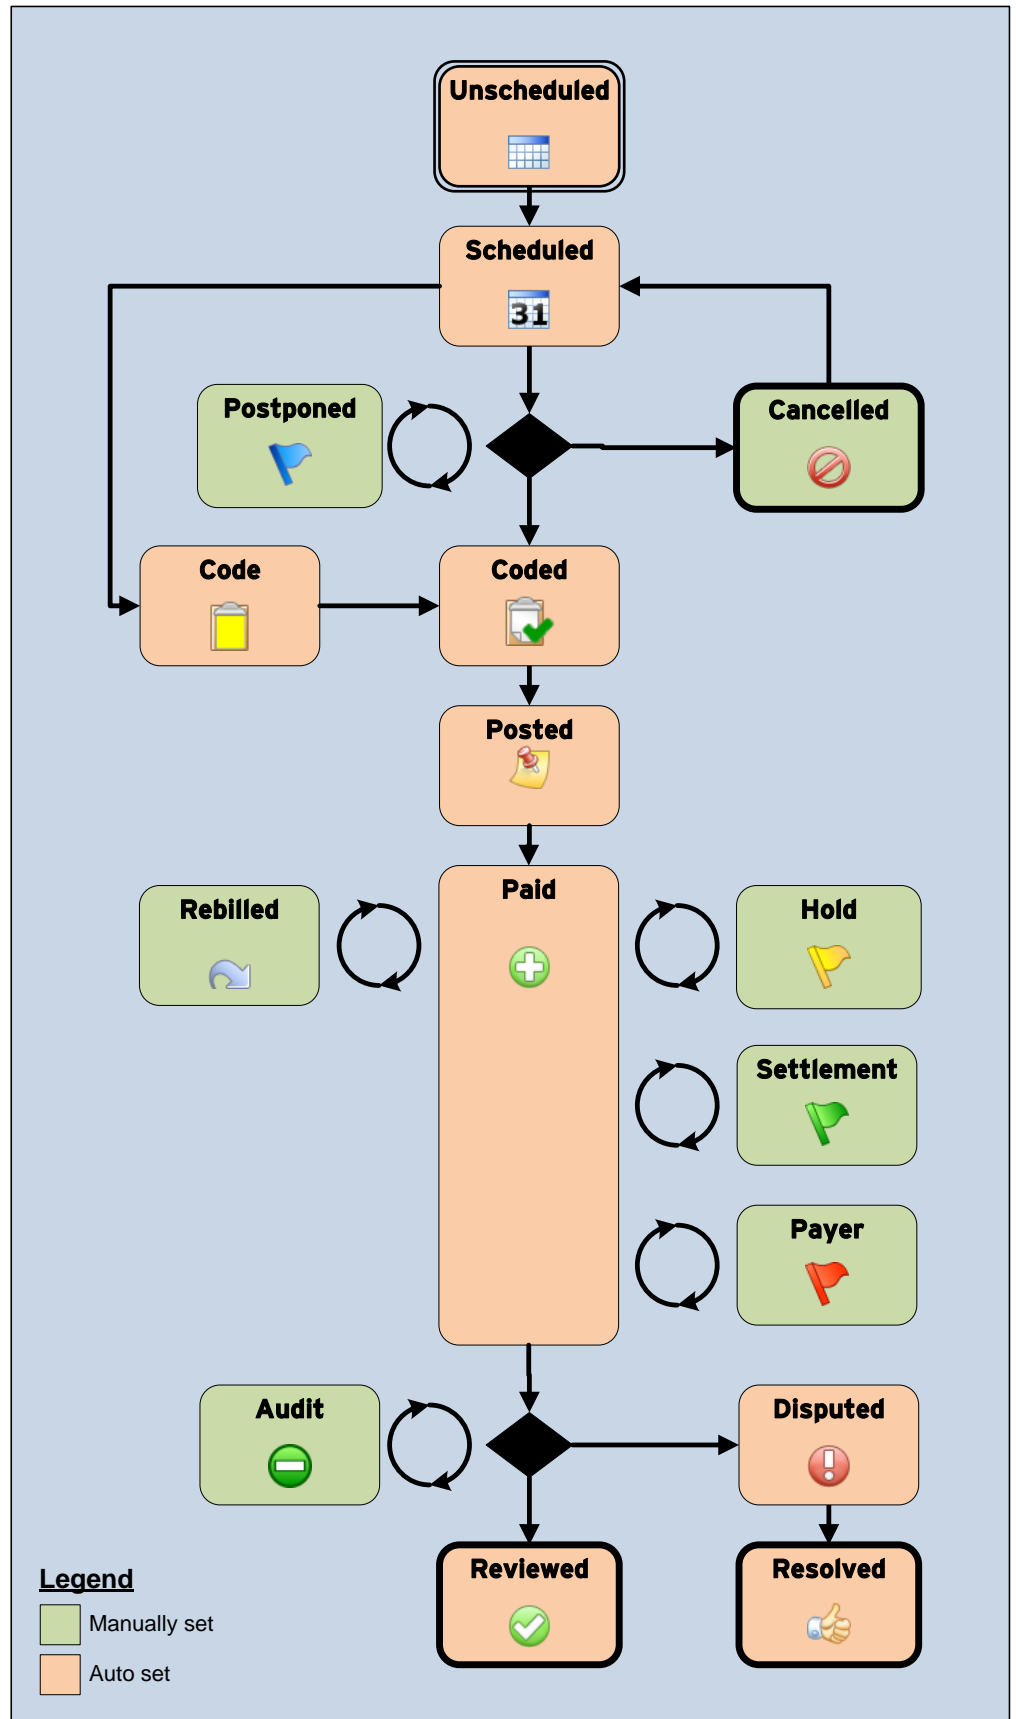 Unscheduled
Scheduled
31
Postponed
Cancelled
Code
Coded
Posted
Paid
Rebilled
Hold
Settlement
Payer
Audit
Disputed
Reviewed
Resolved
Legend
Manually set
Auto set